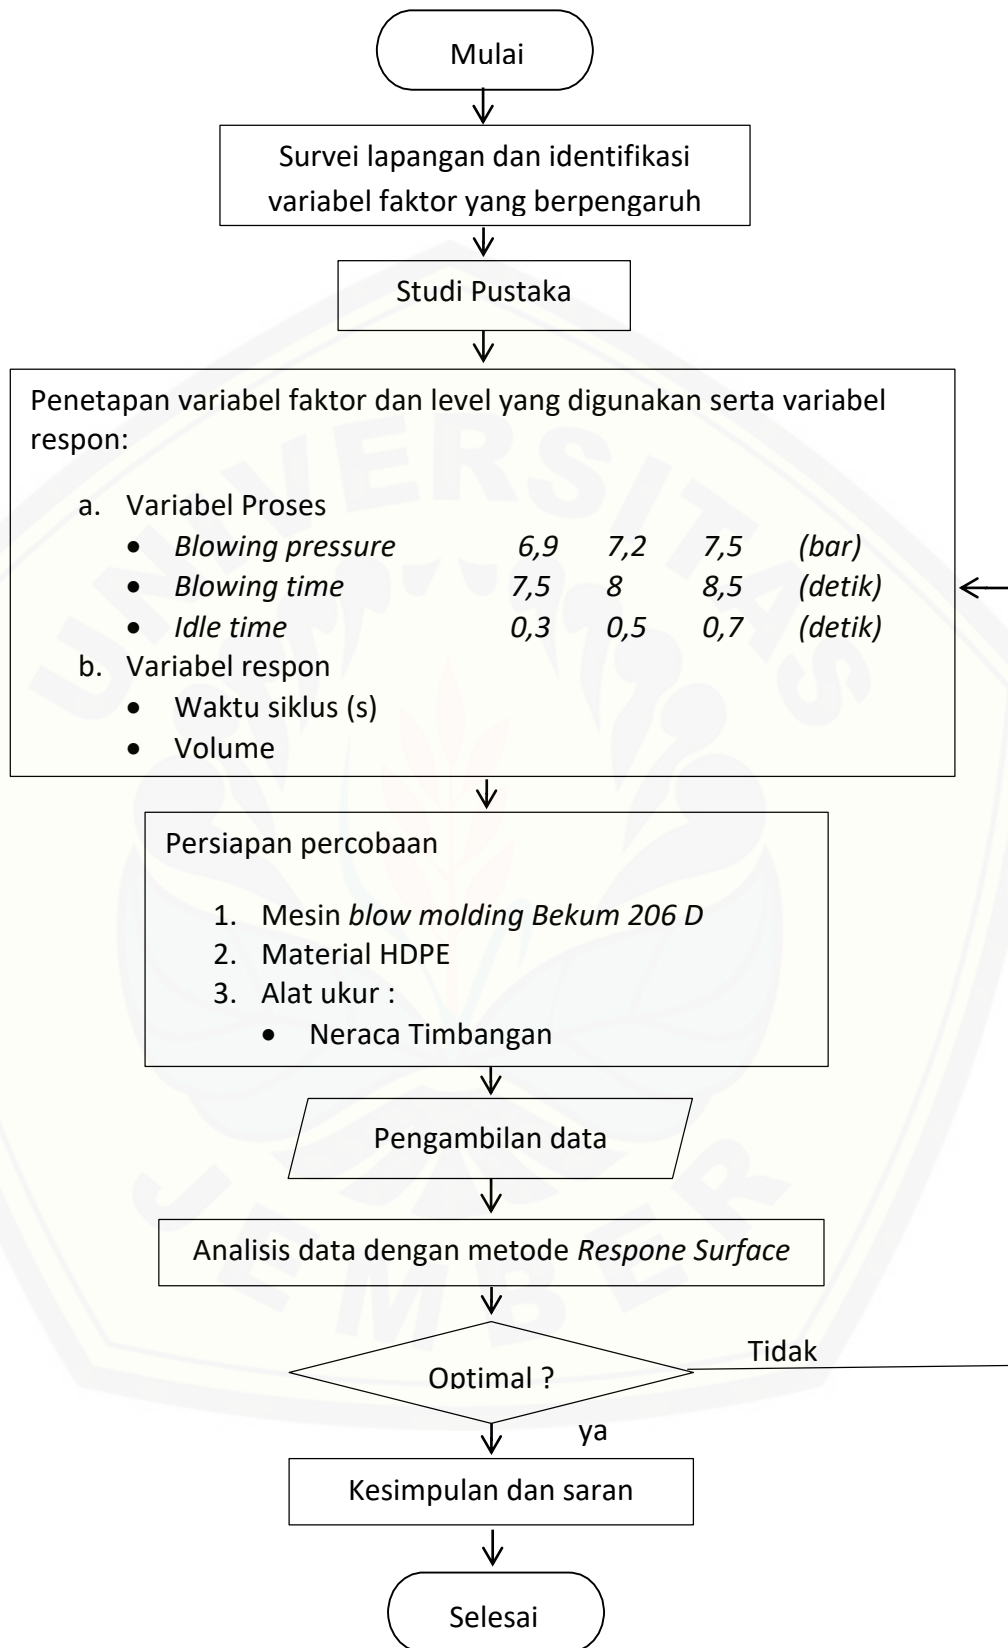 Mulai
Survei lapangan dan identifikasi
variabel faktor yang berpengaruh
Studi Pustaka
Penetapan variabel faktor dan level yang digunakan serta variabel
respon:
a. Variabel Proses
• Blowing pressure 6,9 7,2 7,5 (bar)
• Blowing time 7,5 8 8,5 (detik)
• Idle time 0,3 0,5 0,7 (detik)
b. Variabel respon
• Waktu siklus (s)
• Volume
Persiapan percobaan
1. Mesin blow molding Bekum 206 D
2. Material HDPE
3. Alat ukur :
• Neraca Timbangan
Pengambilan data
Analisis data dengan metode Respone Surface
Optimal ?
Tidak
ya
Kesimpulan dan saran
Selesai
UNIVERSITAS
JEMBER